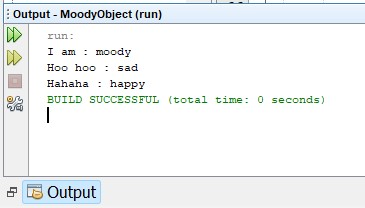 Output - MoodyObject (run)
run:
I am : moody
Hoo hoo : sad
Hahaha : happy
BUILD SUCCESSFUL (total time: 0 seconds)
Output